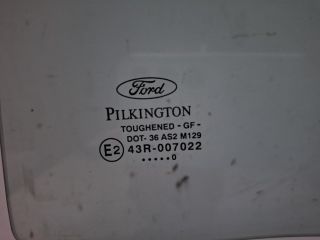 Ford
PILKINGTON
TOUGHENED - GF -
DOT- 36 AS2 M129
E2 43R-007022
.....0